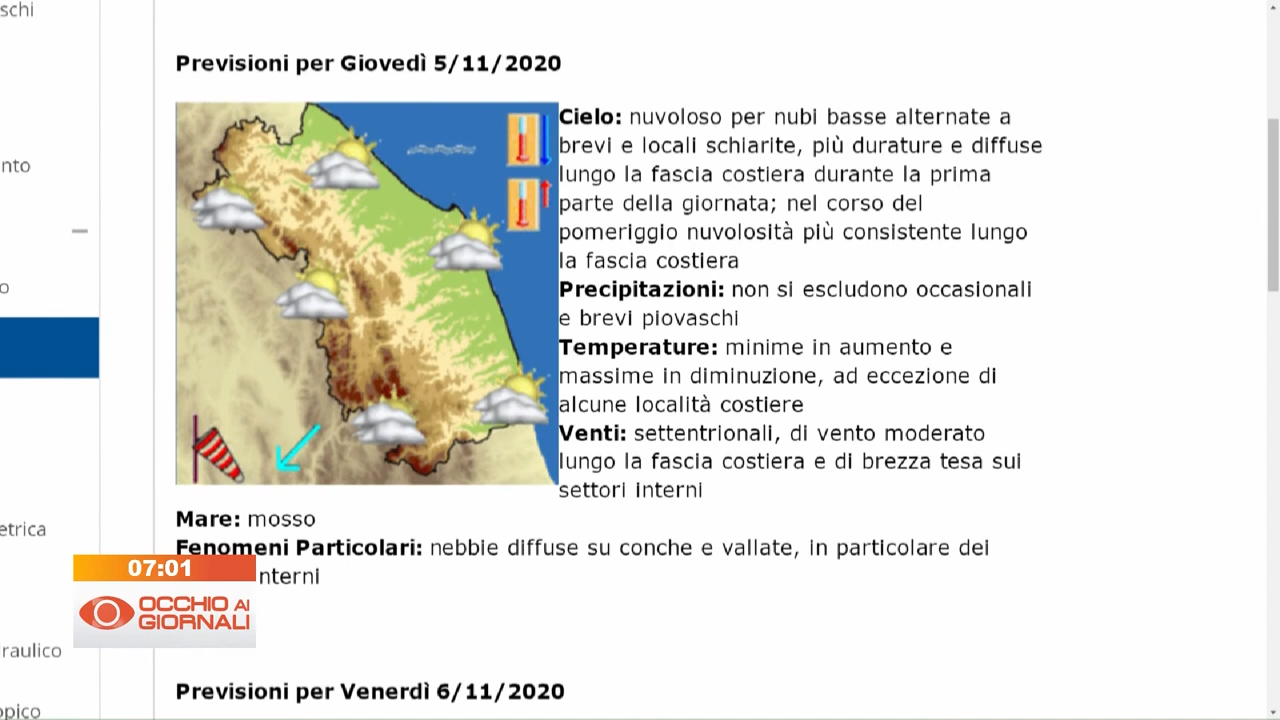 schi
nto
o
etrica
raulico
opico
Previsioni per Giovedì 5/11/2020
Cielo: nuvoloso per nubi basse alternate a
brevi e locali schiarite, più durature e diffuse
lungo la fascia costiera durante la prima
parte della giornata; nel corso del
pomeriggio nuvolosità più consistente lungo
la fascia costiera
Precipitazioni: non si escludono occasionali
e brevi piovaschi
Temperature: minime in aumento e
massime in diminuzione, ad eccezione di
alcune località costiere
Venti: settentrionali, di vento moderato
lungo la fascia costiera e di brezza tesa sui
settori interni
Mare: mosso
Fenomeni Particolari: nebbie diffuse su conche e vallate, in particolare dei
nterni
07:01
OCCHIO AI
GIORNALI
Previsioni per Venerdì 6/11/2020